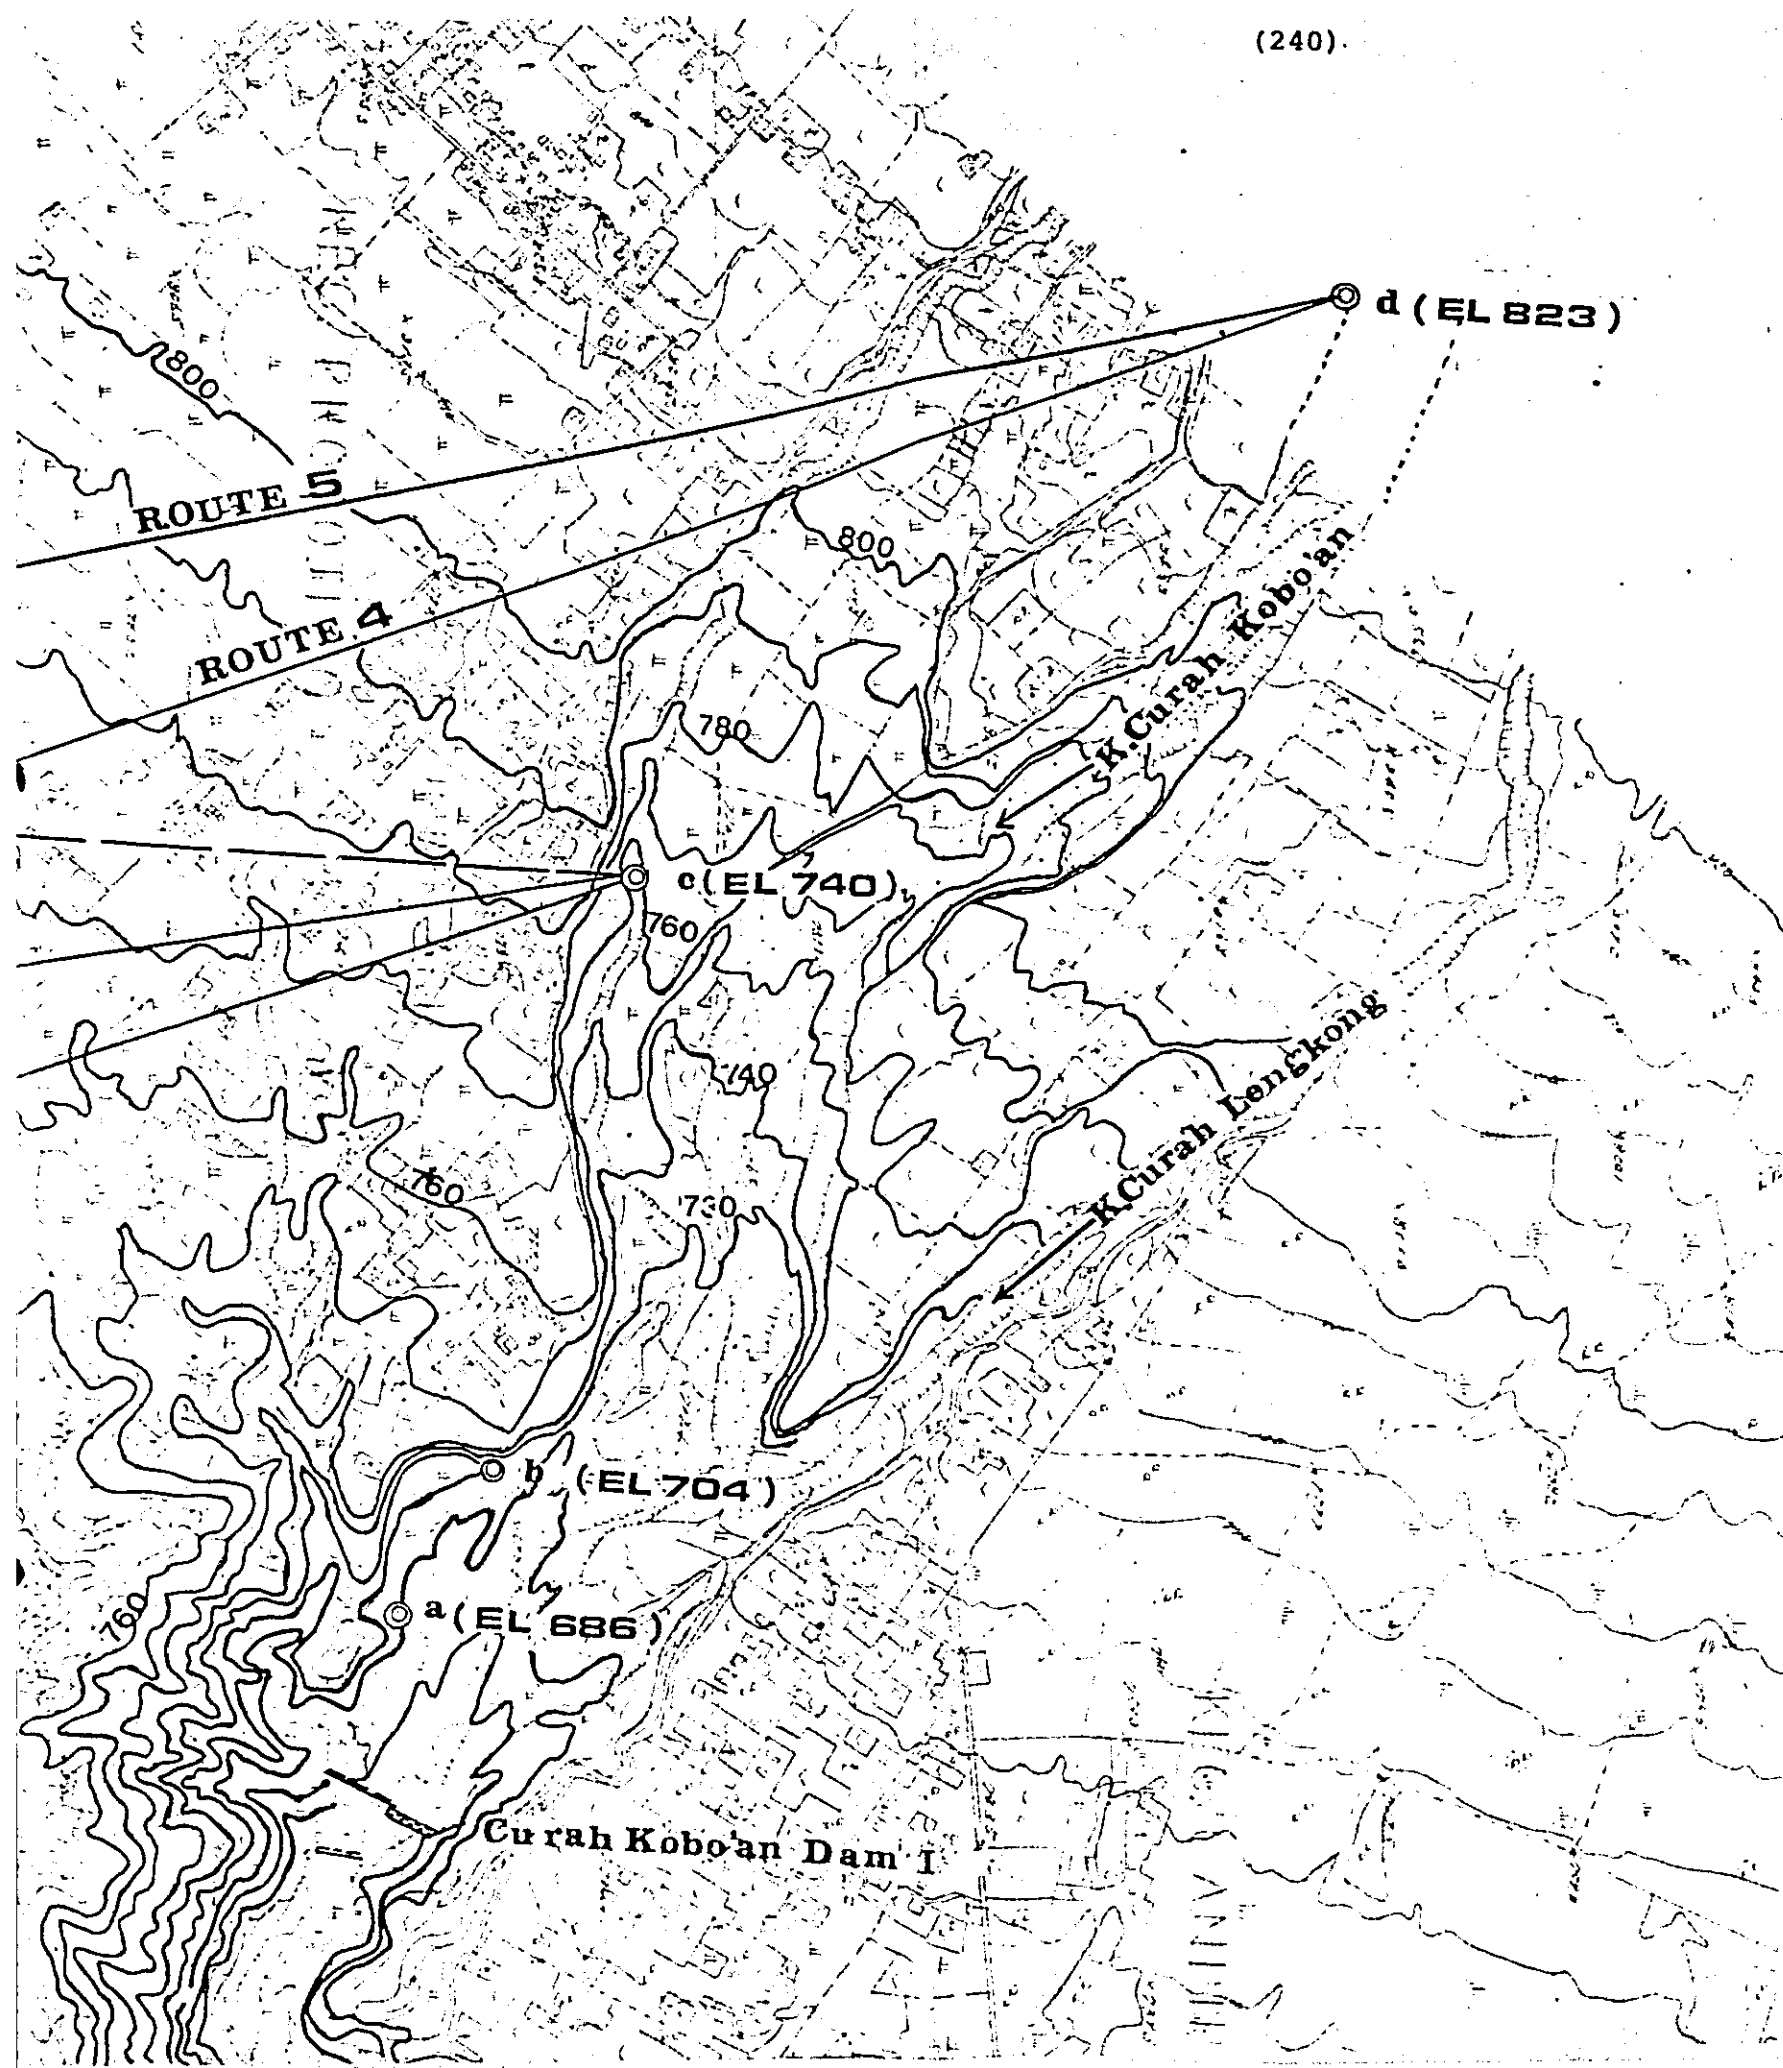 (240).
d (EL 823)
800
ROUTE 5
800
ROUTE 4
K.Curah Kobo'an
780
c (EL 740)
760
740
K.Curah Lengkong
760
730
b (EL 704)
760
a (EL 686)
Curah Kobo'an Dam I